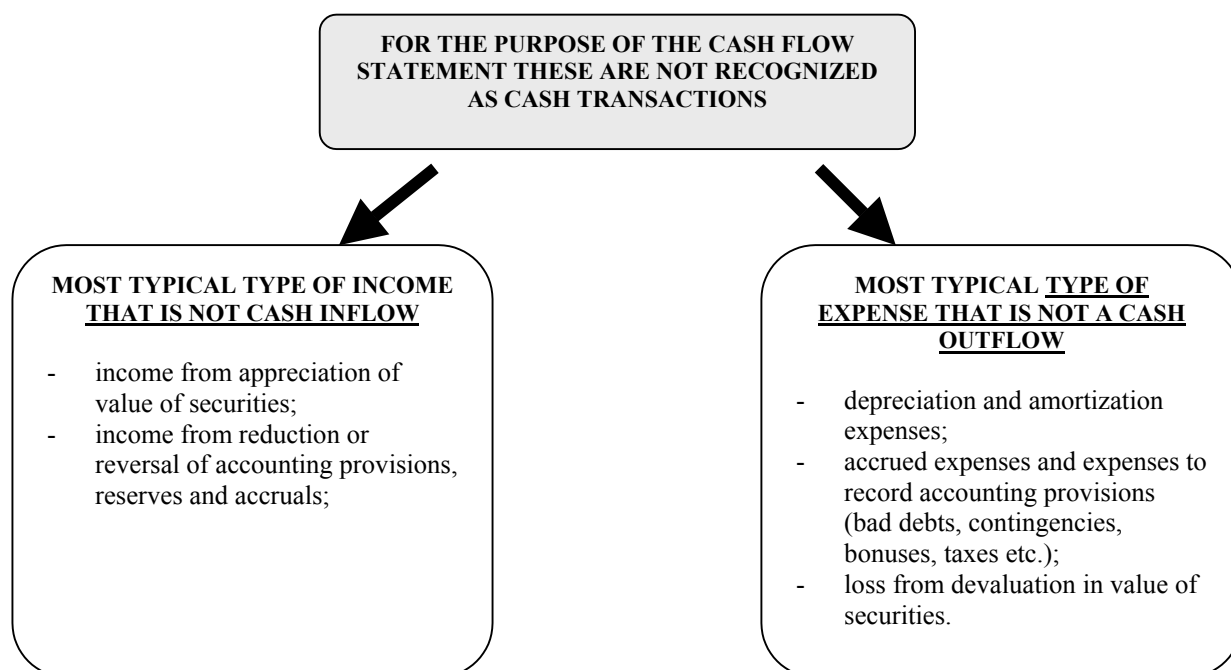 FOR THE PURPOSE OF THE CASH FLOW
STATEMENT THESE ARE NOT RECOGNIZED
AS CASH TRANSACTIONS
MOST TYPICAL TYPE OF INCOME
THAT IS NOT CASH INFLOW
- income from appreciation of
value of securities;
- income from reduction or
reversal of accounting provisions,
reserves and accruals;
MOST TYPICAL TYPE OF
EXPENSE THAT IS NOT A CASH
OUTFLOW
- depreciation and amortization
expenses;
- accrued expenses and expenses to
record accounting provisions
(bad debts, contingencies,
bonuses, taxes etc.);
- loss from devaluation in value of
securities.